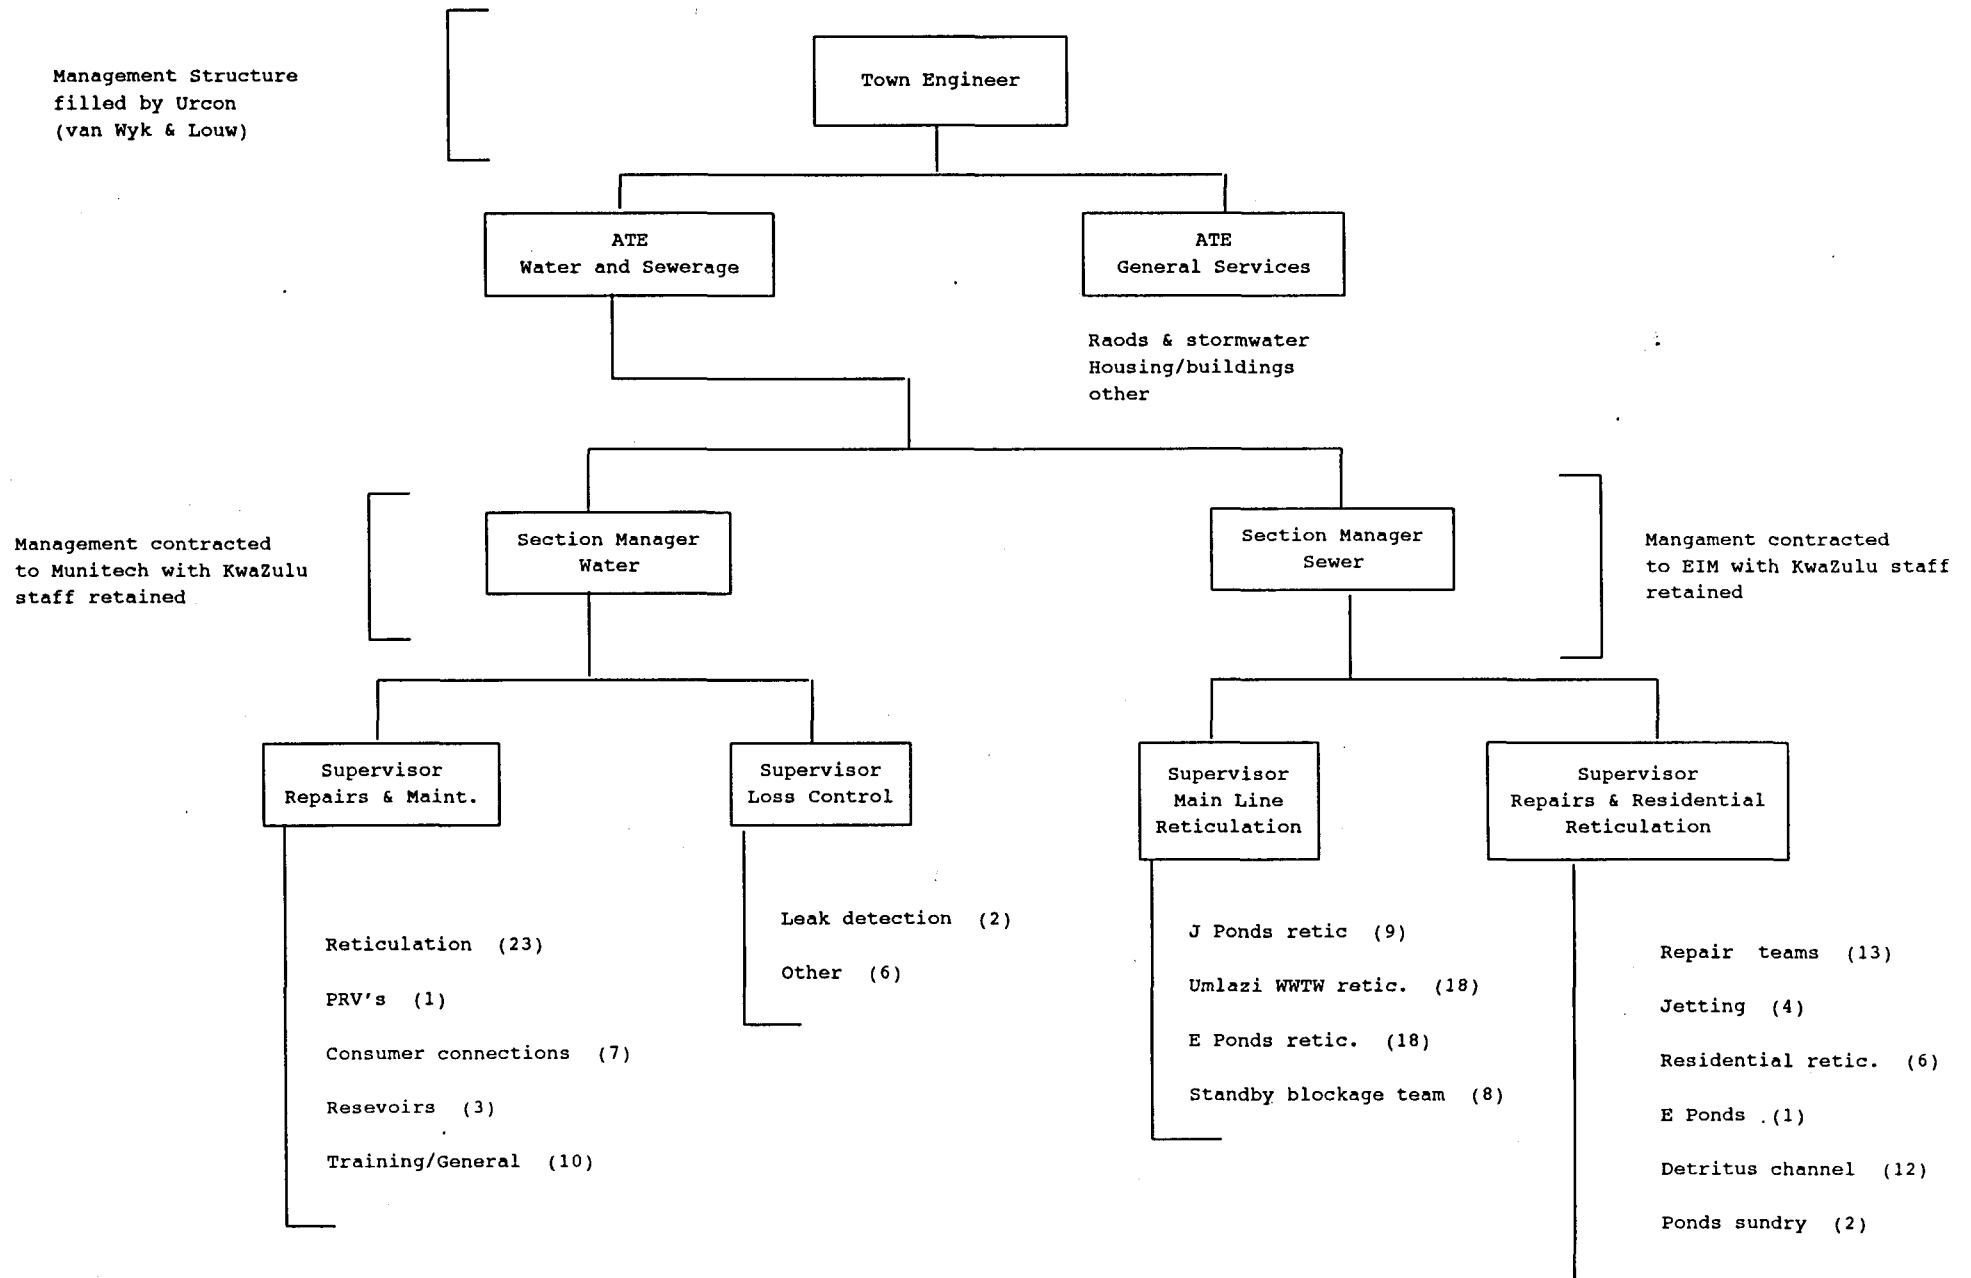 Management Structure
filled by Urcon
(van Wyk & Louw)
Town Engineer
ATE
Water and Sewerage
ATE
General Services
Raods & stormwater
Housing/buildings
other
Management contracted
to Munitech with KwaZulu
staff retained
Section Manager
Water
Section Manager
Sewer
Mangament contracted
to EIM with KwaZulu staff
retained
Supervisor
Repairs & Maint.
Supervisor
Loss Control
Supervisor
Main Line
Reticulation
Supervisor
Repairs & Residential
Reticulation
Reticulation (23)
PRV's (1)
Consumer connections (7)
Resevoirs (3)
Training/General (10)
Leak detection (2)
Other (6)
J Ponds retic (9)
Umlazi WWTW retic. (18)
E Ponds retic. (18)
Standby blockage team (8)
Repair teams (13)
Jetting (4)
Residential retic. (6)
E Ponds (1)
Detritus channel (12)
Ponds sundry (2)